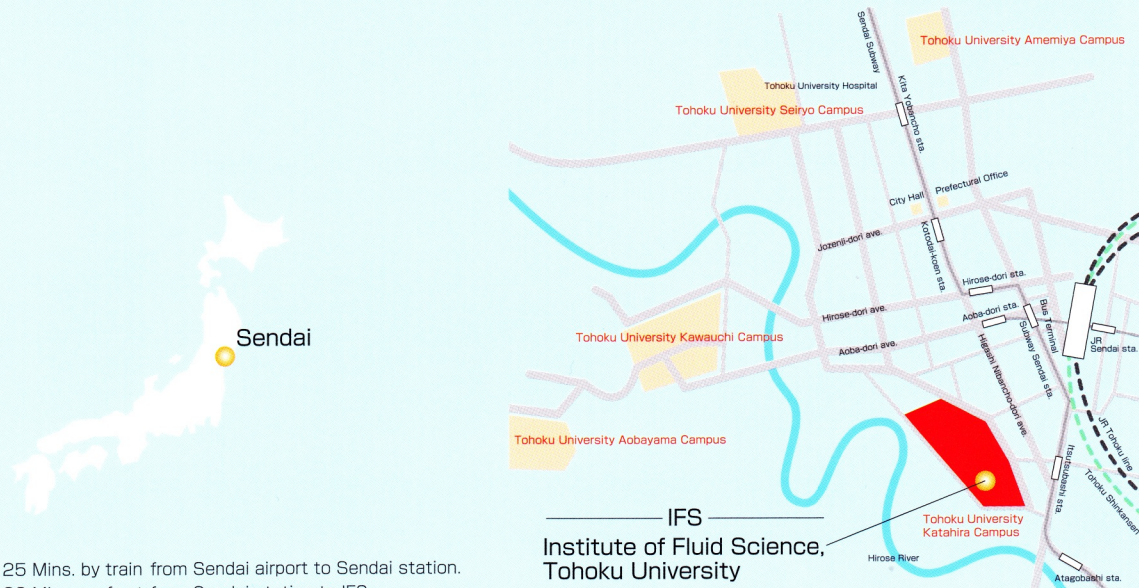 Sendai
25 Mins. by train from Sendai airport to Sendai station.
Sendai Subway
Tohoku University Amemiya Campus
Tohoku University Hospital
Tohoku University Seiryo Campus
Kita Yobancho sta.
City Hall
Prefectural Office
Jozenji-dori ave.
Kotodai-koen sta.
Hirose-dori sta.
Hirose-dori ave.
Aoba-dori sta.
Bus Terminal
Subway Sendai sta.
JR
Sendai sta.
Tohoku University Kawauchi Campus
Aoba-dori ave.
Higashi Nibancho-dori ave.
Tohoku University Aobayama Campus
JR Tohoku line
Tohoku Shinkansen
Itsutsubashi sta.
IFS
Institute of Fluid Science,
Tohoku University
Tohoku University
Katahira Campus
Hirose River
Atagobashi sta.